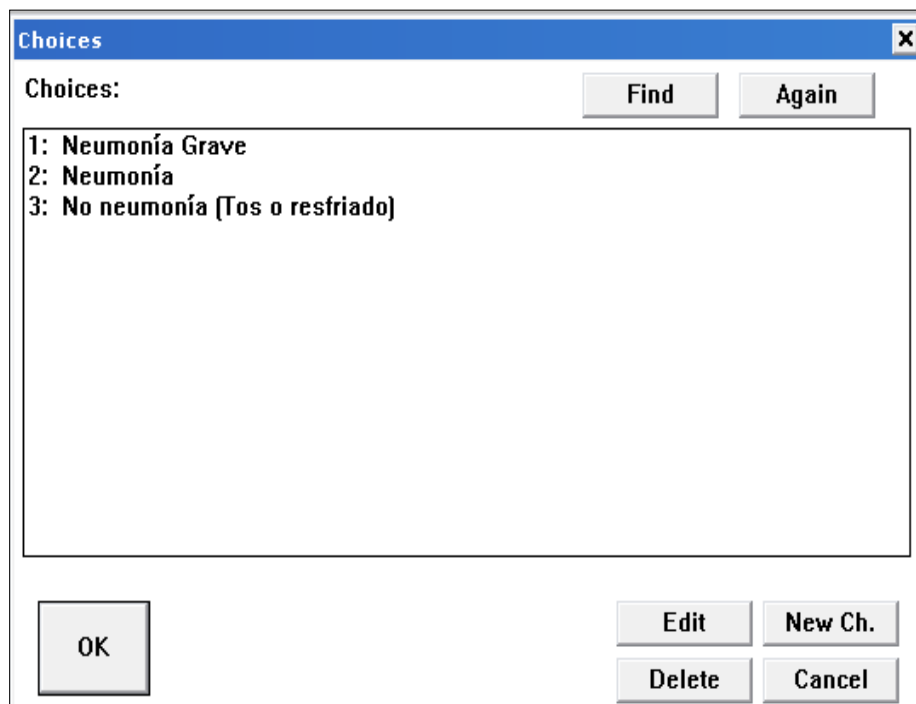 Choices
Choices:
Find
Again
1: Neumonía Grave
2: Neumonía
3: No neumonía (Tos o resfriado)
OK
Edit
New Ch.
Delete
Cancel